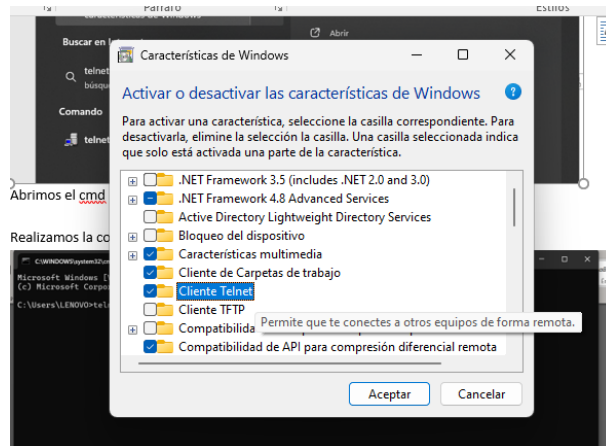 Párrafo
Estilos
Abrir
Buscar en
telnet
Comando
telnet
Abrimos el cmd
Realizamos la co
C:\WINDOWS\system32\
Microsoft Windows
(c) Microsoft Corpo
C:\Users\LENOVO>tel
Características de Windows
Activar o desactivar las características de Windows
Para activar una característica, seleccione la casilla correspondiente. Para
desactivarla, elimine la selección la casilla. Una casilla seleccionada indica
que solo está activada una parte de la característica.
.NET Framework 3.5 (includes .NET 2.0 and 3.0)
.NET Framework 4.8 Advanced Services
Active Directory Lightweight Directory Services
Bloqueo del dispositivo
Características multimedia
Cliente de Carpetas de trabajo
Cliente Telnet
Cliente TFTP
Permite que te conectes a otros equipos de forma remota.
Compatibilida
Compatibilidad de API para compresión diferencial remota
Aceptar Cancelar